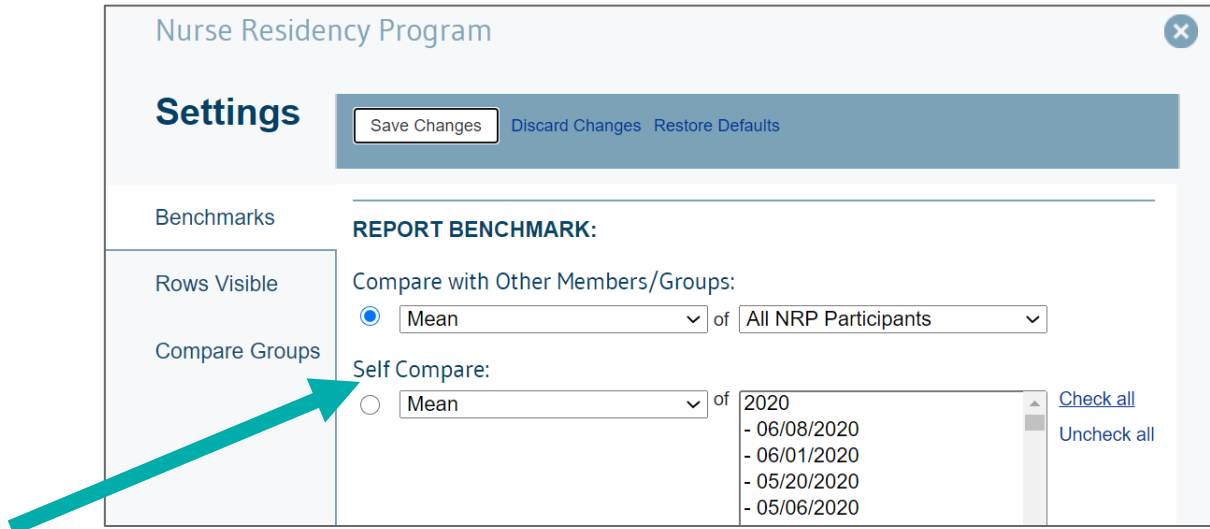 Nurse Residency Program
Settings
Save Changes Discard Changes Restore Defaults
Benchmarks
Rows Visible
Compare Groups
REPORT BENCHMARK:
Compare with Other Members/Groups:
Mean of All NRP Participants
Self Compare:
Mean of 2020
- 06/08/2020
- 06/01/2020
- 05/20/2020
- 05/06/2020
Check all
Uncheck all